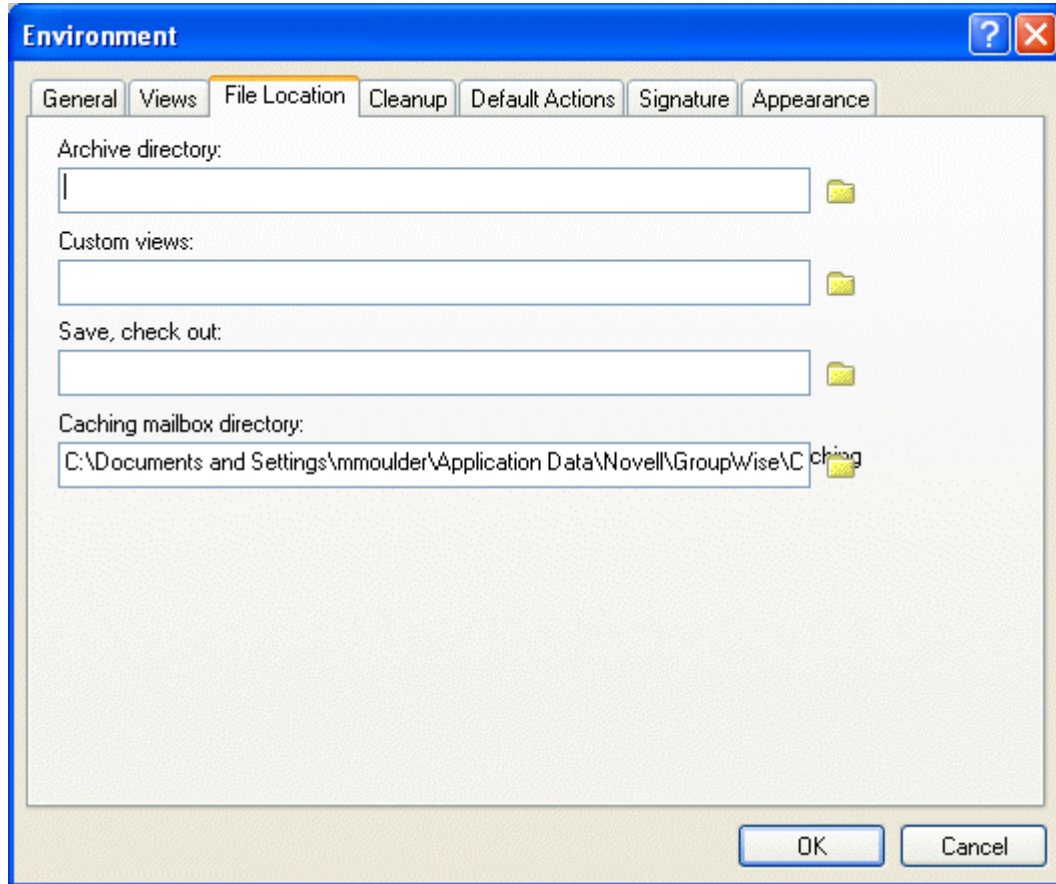 Environment
?
General Views File Location Cleanup Default Actions Signature Appearance
Archive directory:
Custom views:
Save, check out:
Caching mailbox directory:
C:\Documents and Settings\mmoulder\Application Data\Novell\GroupWise\C ching
OK Cancel